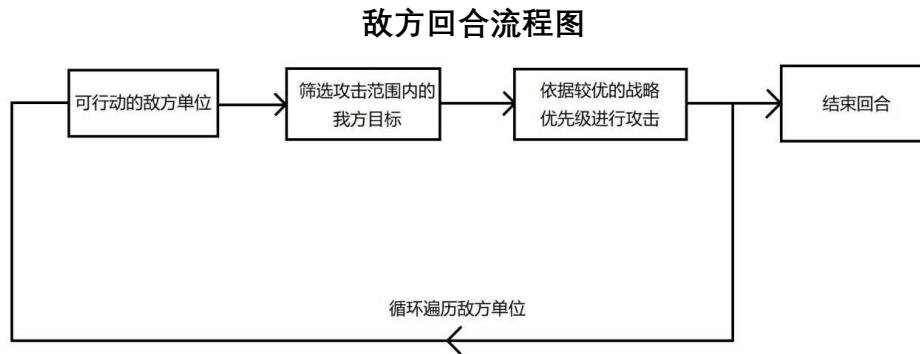 敌方回合流程图
可行动的敌方单位
筛选攻击范围内的
我方目标
依据较优的战略
优先级进行攻击
结束回合
循环遍历敌方单位